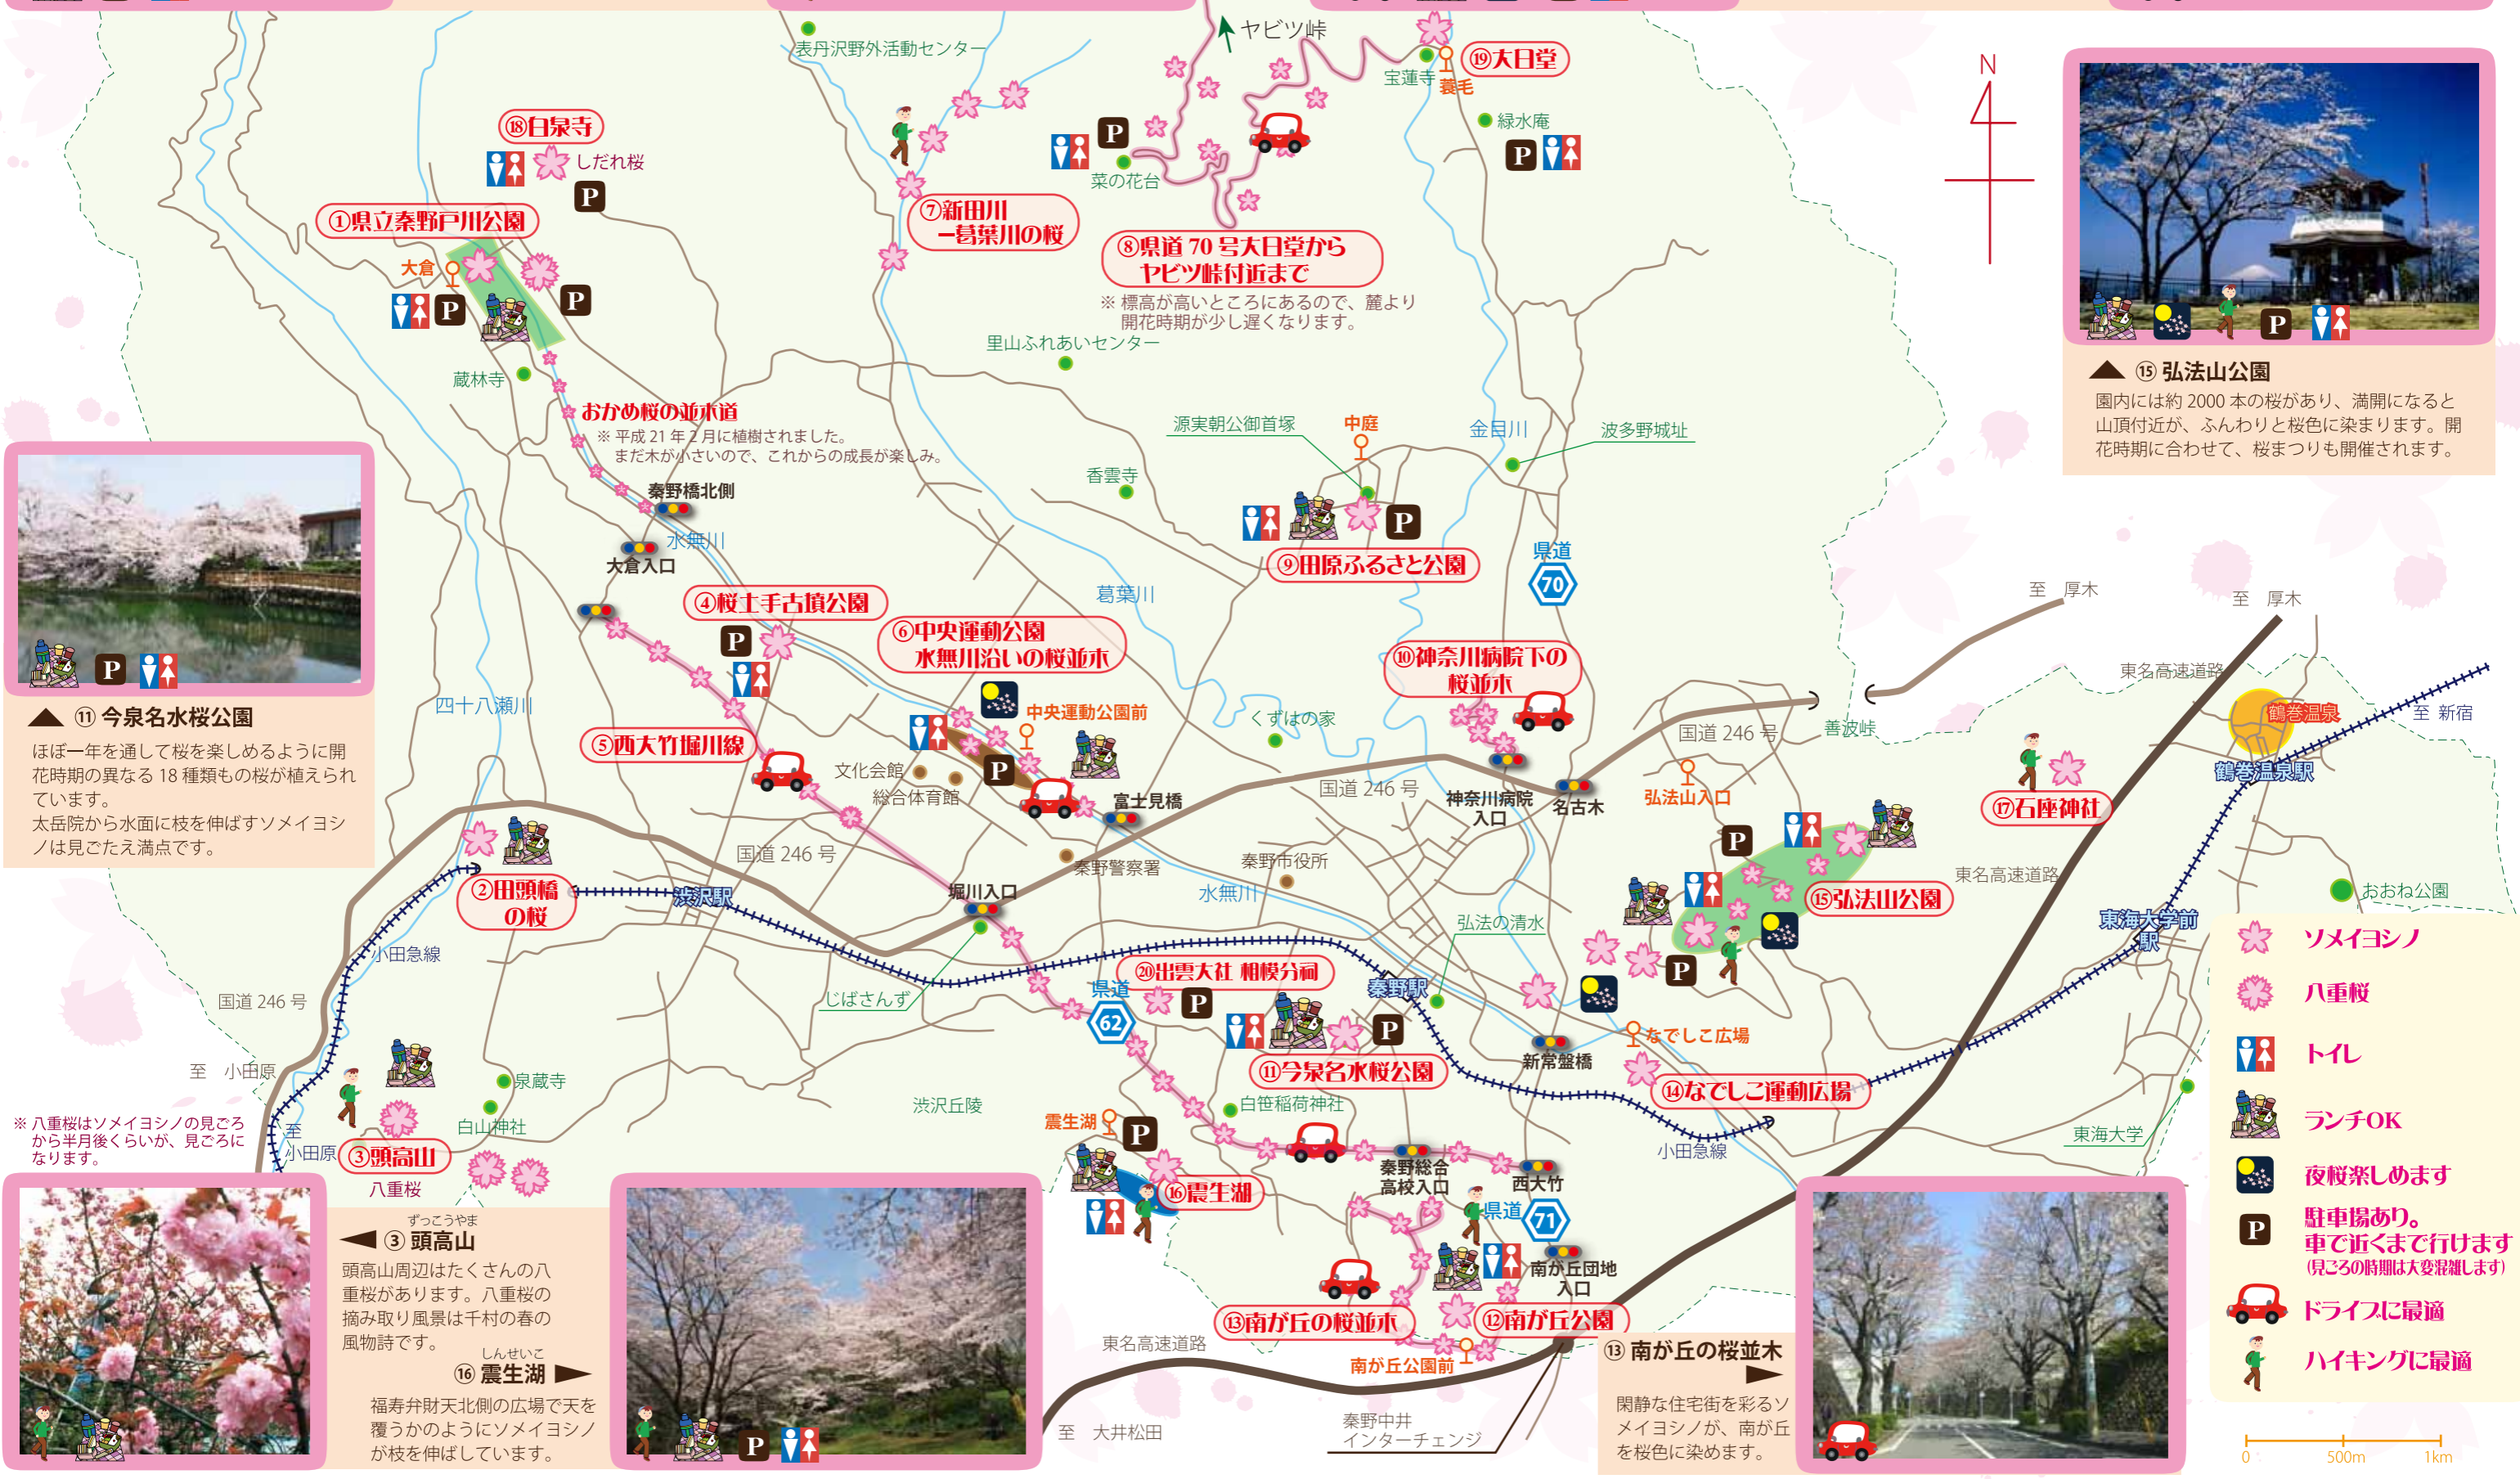 表丹沢野外活動センター
ヤビツ峠
宝蓮寺
蓑毛
⑲大日堂
緑水庵
N
⑱白泉寺
しだれ桜
P
①県立秦野戸川公園
大倉
P
P
蔵林寺
おかめ桜の並木道
※ 平成 21 年 2 月に植樹されました。
まだ木が小さいので、これからの成長が楽しみ。
⑦新田川
ー葛葉川の桜
P
菜の花台
⑧県道 70 号大日堂から
ヤビツ峠付近まで
※ 標高が高いところにあるので、麓より
開花時期が少し遅くなります。
P
里山ふれあいセンター
源実朝公御首塚
中庭
金目川
波多野城址
香雲寺
P
⑨田原ふるさと公園
県道
70
P
⑮ 弘法山公園
園内には約 2000 本の桜があり、満開になると
山頂付近が、ふんわりと桜色に染まります。開
花時期に合わせて、桜まつりも開催されます。
P
⑪ 今泉名水桜公園
ほぼ一年を通して桜を楽しめるように開
花時期の異なる 18 種類もの桜が植えられ
ています。
太岳院から水面に枝を伸ばすソメイヨシ
ノは見ごたえ満点です。
秦野橋北側
水無川
大倉入口
④桜土手古墳公園
P
四十八瀬川
⑤西大竹堀川線
⑥中央運動公園
水無川沿いの桜並木
葛葉川
中央運動公園前
P
文化会館
総合体育館
富士見橋
くずはの家
秦野警察署
秦野市役所
国道 246 号
国道 246 号
⑩神奈川病院下の
桜並木
神奈川病院
入口
名古木
国道 246 号
善波峠
至 厚木
至 厚木
東名高速道路
鶴巻温泉
至 新宿
鶴巻温泉駅
弘法山入口
P
⑮弘法山公園
P
⑰石座神社
東名高速道路
おおね公園
東海大学前
駅
②田頭橋
の桜
渋沢駅
堀川入口
水無川
弘法の清水
小田急線
国道 246 号
じばさんず
⑳出雲大社 相模分祠
県道
62
P
秦野駅
P
⑪今泉名水桜公園
新常盤橋
なでしこ広場
⑭なでしこ運動広場
小田急線
東海大学
至 小田原
至
小田原
泉蔵寺
白山神社
渋沢丘陵
③頭高山
八重桜
※ 八重桜はソメイヨシノの見ごろ
から半月後くらいが、見ごろに
なります。
震生湖
P
白笹稲荷神社
⑯震生湖
秦野総合
高校入口
西大竹
県道
71
南が丘団地
入口
⑬南が丘の桜並木
⑫南が丘公園
南が丘公園前
東名高速道路
至 大井松田
秦野中井
インターチェンジ
ずっこうやま
③ 頭高山
頭高山周辺はたくさんの八
重桜があります。八重桜の
摘み取り風景は千村の春の
風物詩です。
しんせいこ
⑯ 震生湖
福寿弁財天北側の広場で天を
覆うかのようにソメイヨシノ
が枝を伸ばしています。
P
⑬ 南が丘の桜並木
閑静な住宅街を彩るソ
メイヨシノが、南が丘
を桜色に染めます。
ソメイヨシノ
八重桜
トイレ
ランチOK
夜桜楽しめます
P
駐車場あり。
車で近くまで行けます
(見ごろの時期は大変混雑します)
ドライブに最適
ハイキングに最適
0 500m 1km